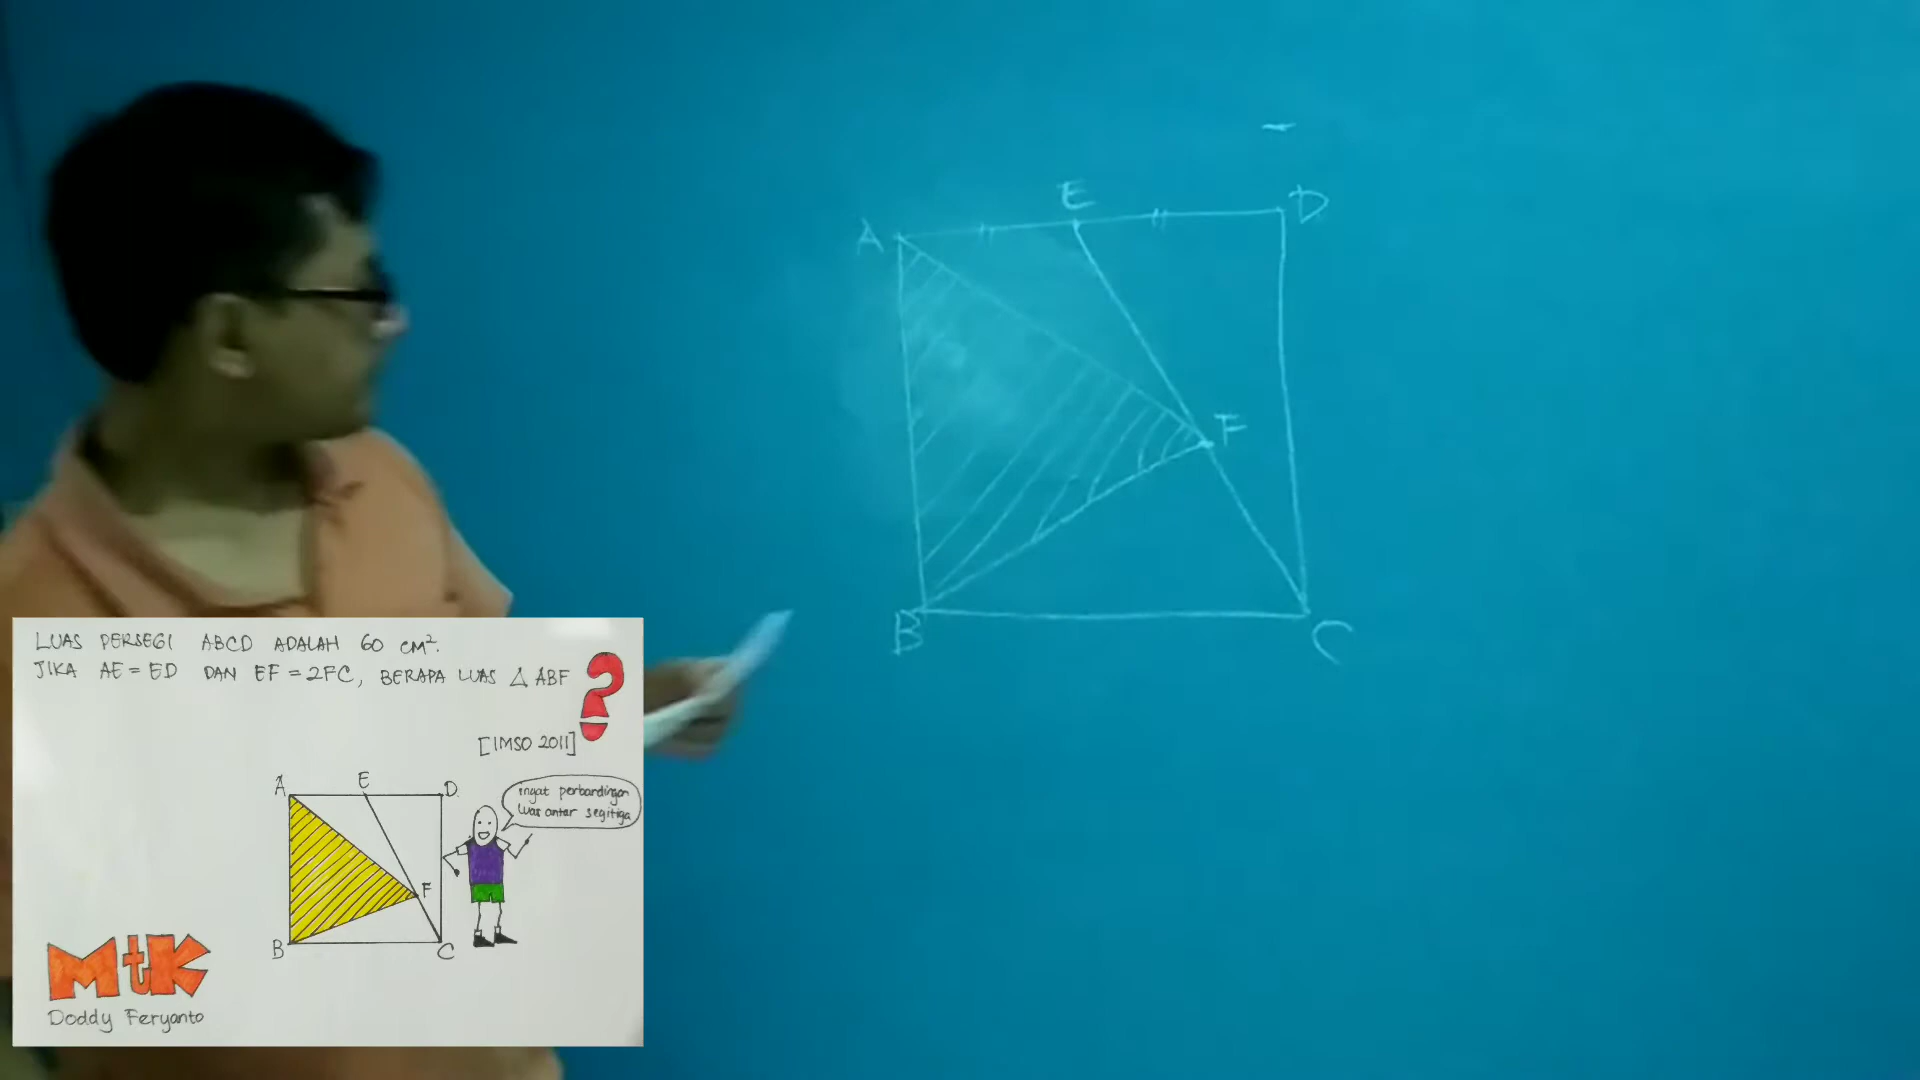 A
E
D
F
B
C
LUAS PERSEGI ABCD ADALAH 60 CM².
JIKA AE = ED DAN EF = 2FC, BERAPA LUAS △ ABF ?
[IMSO 2011]
ingat perbandingan
luas antar segitiga
A
E
D
F
B
C
MtK
Doddy Feryanto